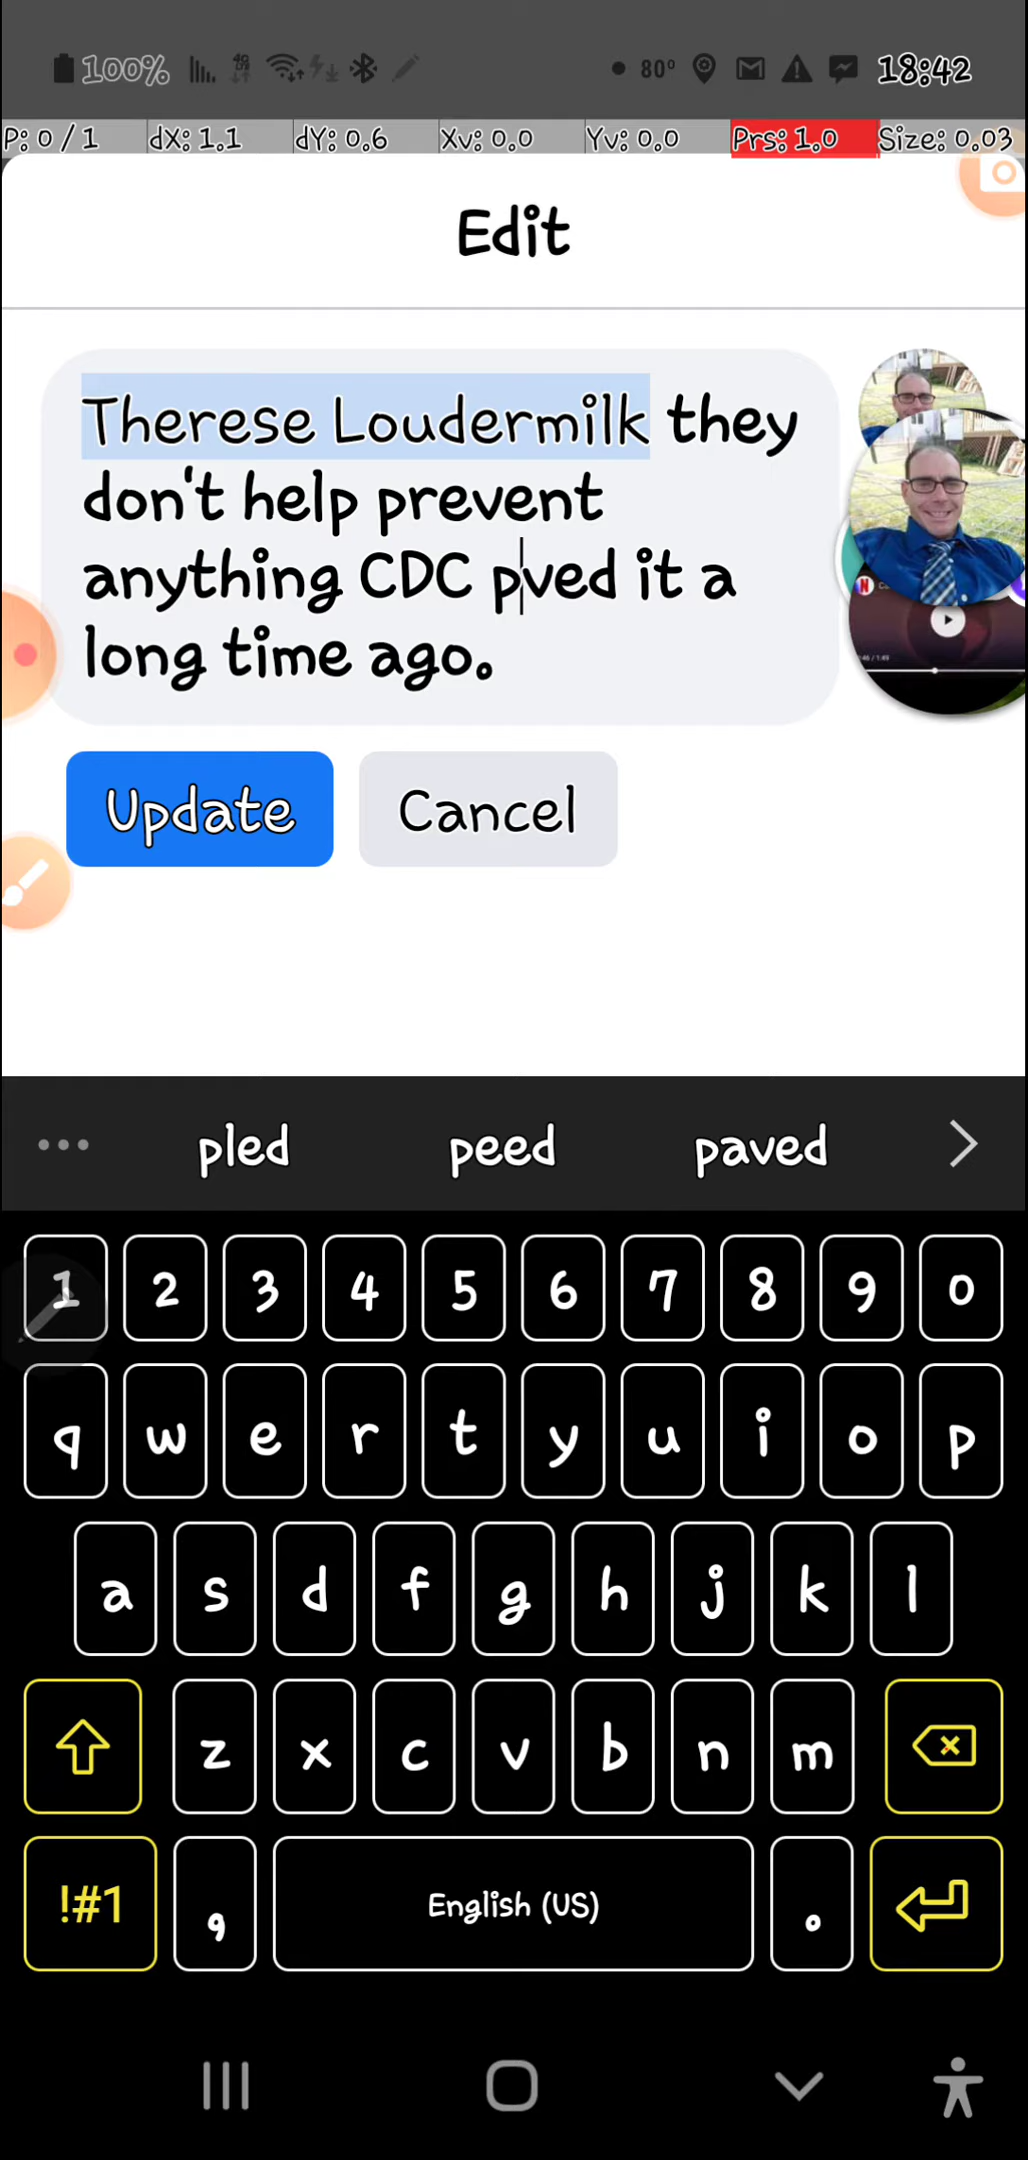 100% 4G 80° 18:42
P: 0 / 1 dX: 1.1 dY: 0.6 Xv: 0.0 Yv: 0.0 Prs: 1.0 Size: 0.03
Edit
Therese Loudermilk they
don't help prevent
anything CDC pved it a
long time ago.
N
Update Cancel
pled peed paved
1 2 3 4 5 6 7 8 9 0
q w e r t y u i o p
a s d f g h j k l
z x c v b n m
!#1 , English (US) .